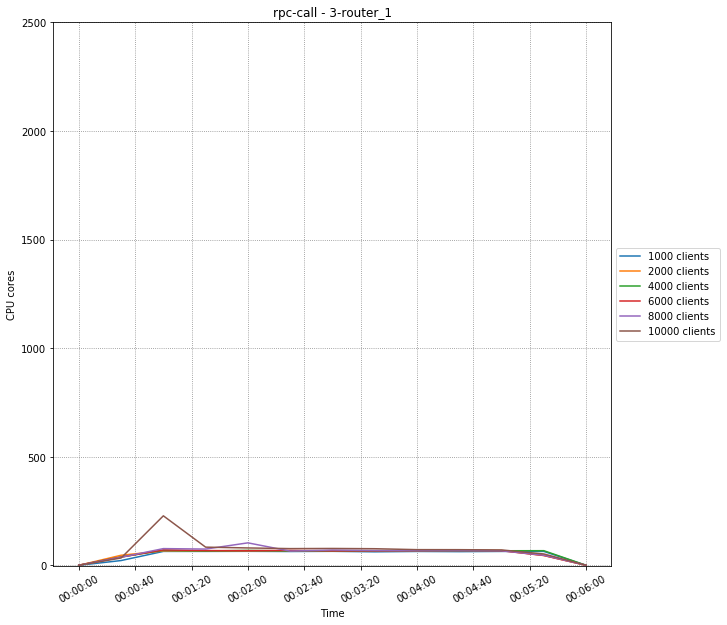 rpc-call - 3-router_1
2500
2000
1500
1000
500
0
CPU cores
00:00:00
00:00:40
00:01:20
00:02:00
00:02:40
00:03:20
00:04:00
00:04:40
00:05:20
00:06:00
Time
1000 clients
2000 clients
4000 clients
6000 clients
8000 clients
10000 clients